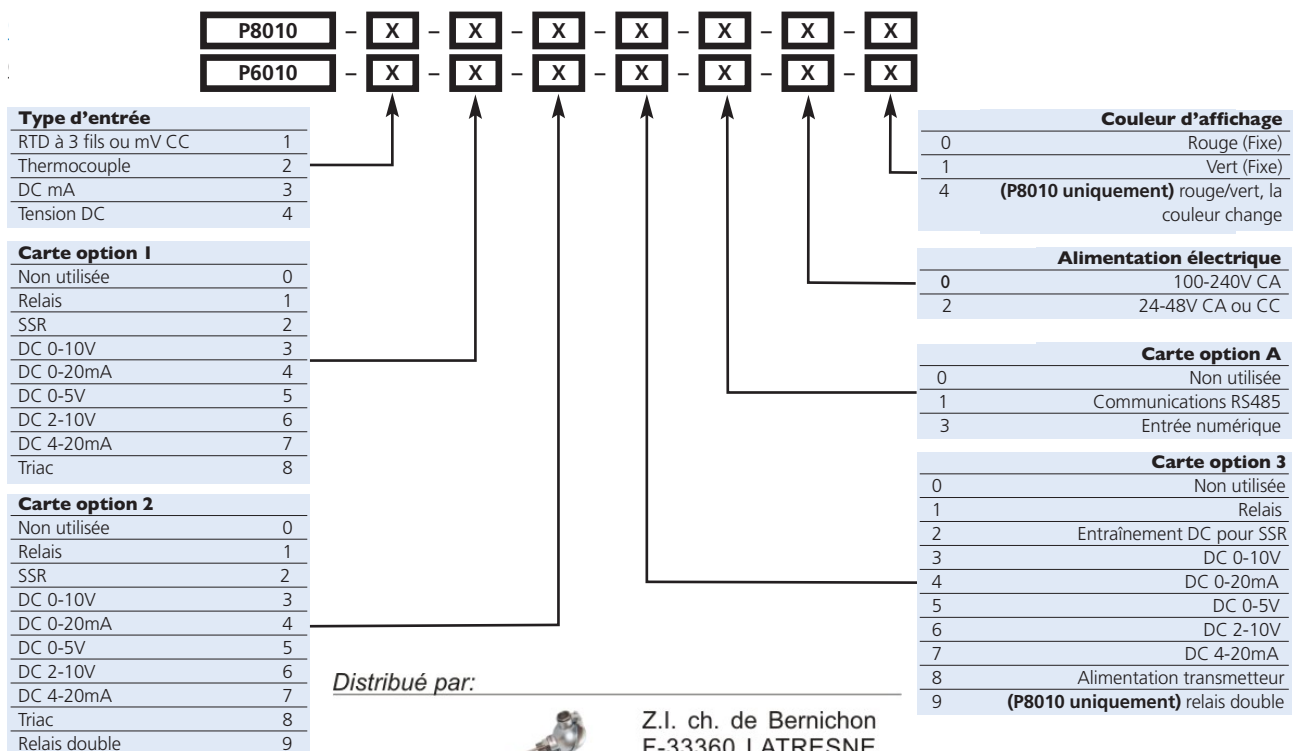 P8010 – X – X – X – X – X – X – X
P6010 – X – X – X – X – X – X – X
Type d'entrée
RTD à 3 fils ou mV CC 1
Thermocouple 2
DC mA 3
Tension DC 4
Carte option 1
Non utilisée 0
Relais 1
SSR 2
DC 0-10V 3
DC 0-20mA 4
DC 0-5V 5
DC 2-10V 6
DC 4-20mA 7
Triac 8
Carte option 2
Non utilisée 0
Relais 1
SSR 2
DC 0-10V 3
DC 0-20mA 4
DC 0-5V 5
DC 2-10V 6
DC 4-20mA 7
Triac 8
Relais double 9
Couleur d'affichage
0 Rouge (Fixe)
1 Vert (Fixe)
4 (P8010 uniquement) rouge/vert, la
couleur change
Alimentation électrique
0 100-240V CA
2 24-48V CA ou CC
Carte option A
0 Non utilisée
1 Communications RS485
3 Entrée numérique
Carte option 3
0 Non utilisée
1 Relais
2 Entraînement DC pour SSR
3 DC 0-10V
4 DC 0-20mA
5 DC 0-5V
6 DC 2-10V
7 DC 4-20mA
8 Alimentation transmetteur
9 (P8010 uniquement) relais double
Distribué par:
Z.I. ch. de Bernichon
F-33360 LATRESNE